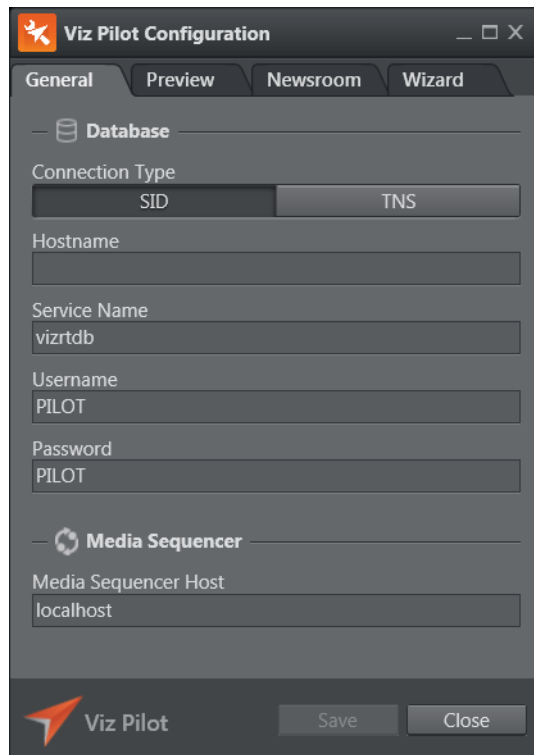 Viz Pilot Configuration
General Preview Newsroom Wizard
Database
Connection Type
SID TNS
Hostname
Service Name
vizrtdb
Username
PILOT
Password
PILOT
Media Sequencer
Media Sequencer Host
localhost
Viz Pilot Save Close